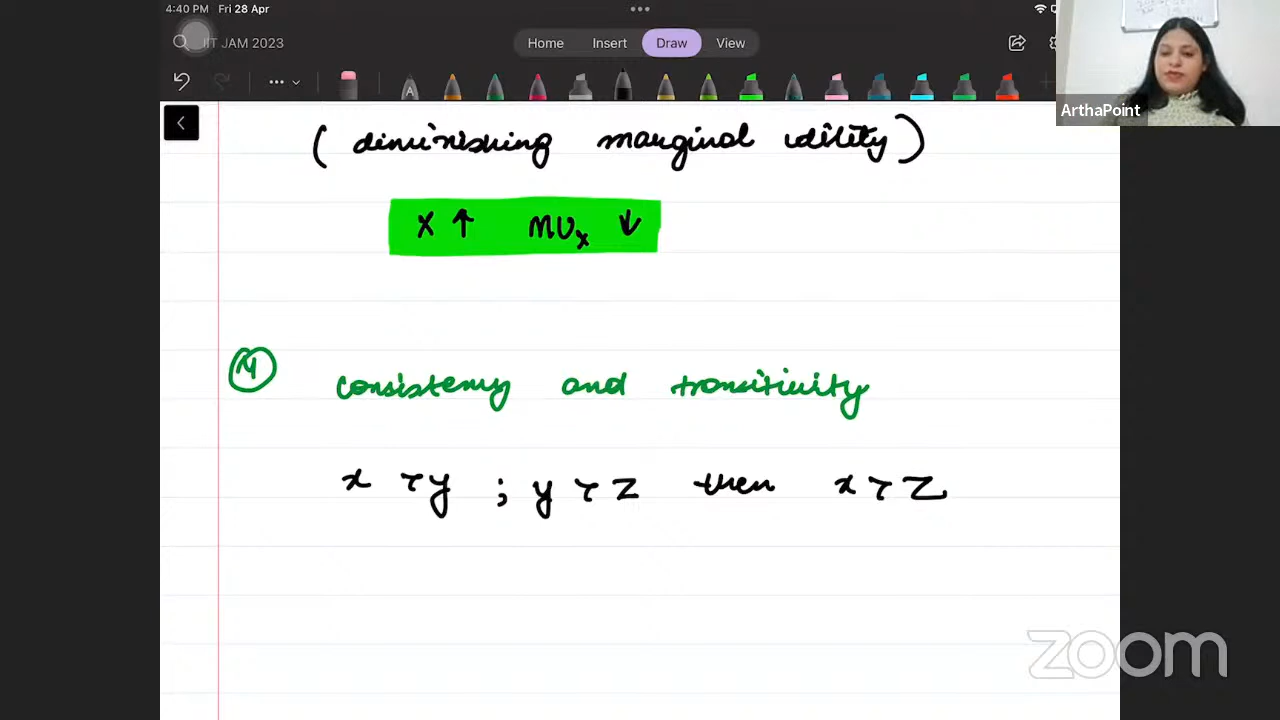 4:40 PM Fri 28 Apr
IIT JAM 2023
Home Insert Draw View
A
ArthaPoint
(diminishing marginal utility)
X ↑ MUx ↓
4
consistency and transitivity
x ≻ y ; y ≻ z then x ≻ z
zoom